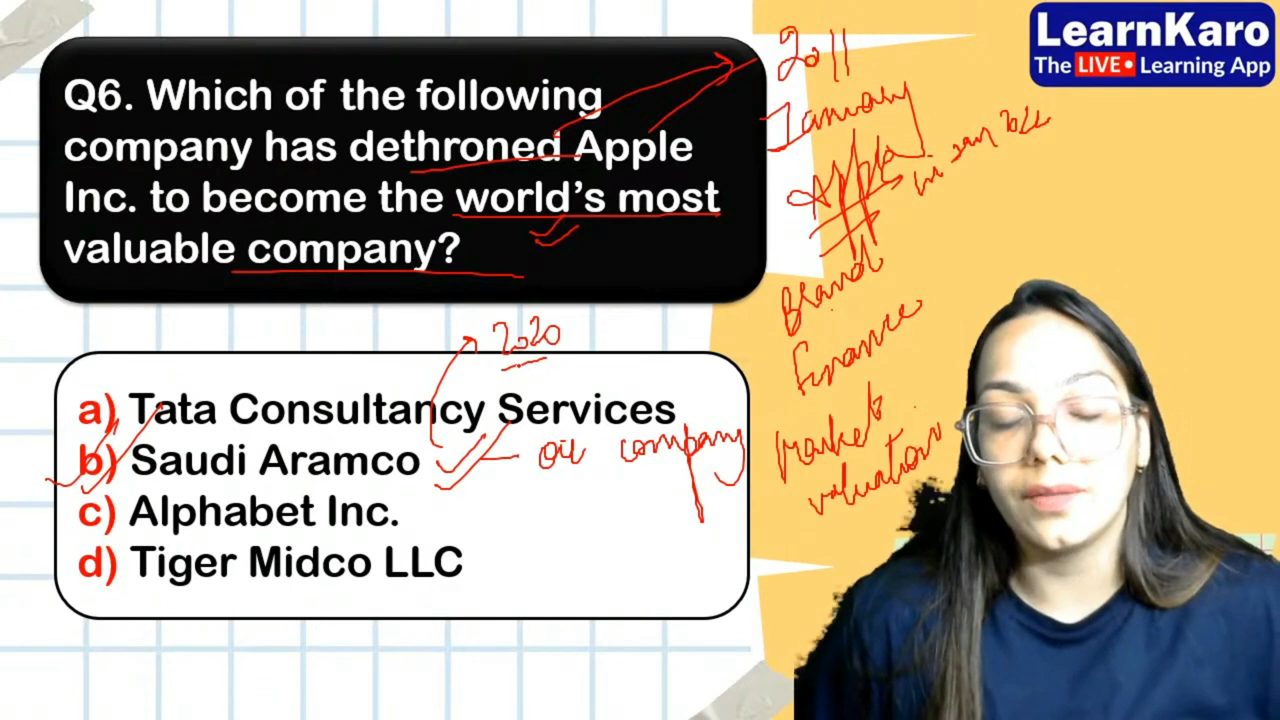 LearnKaro
The LIVE • Learning App
Q6. Which of the following
company has dethroned Apple
Inc. to become the world's most
valuable company?
2011
January
Apple
in
Brand
Finance
market
valuation
2020
a) Tata Consultancy Services
b) Saudi Aramco
oil company
c) Alphabet Inc.
d) Tiger Midco LLC